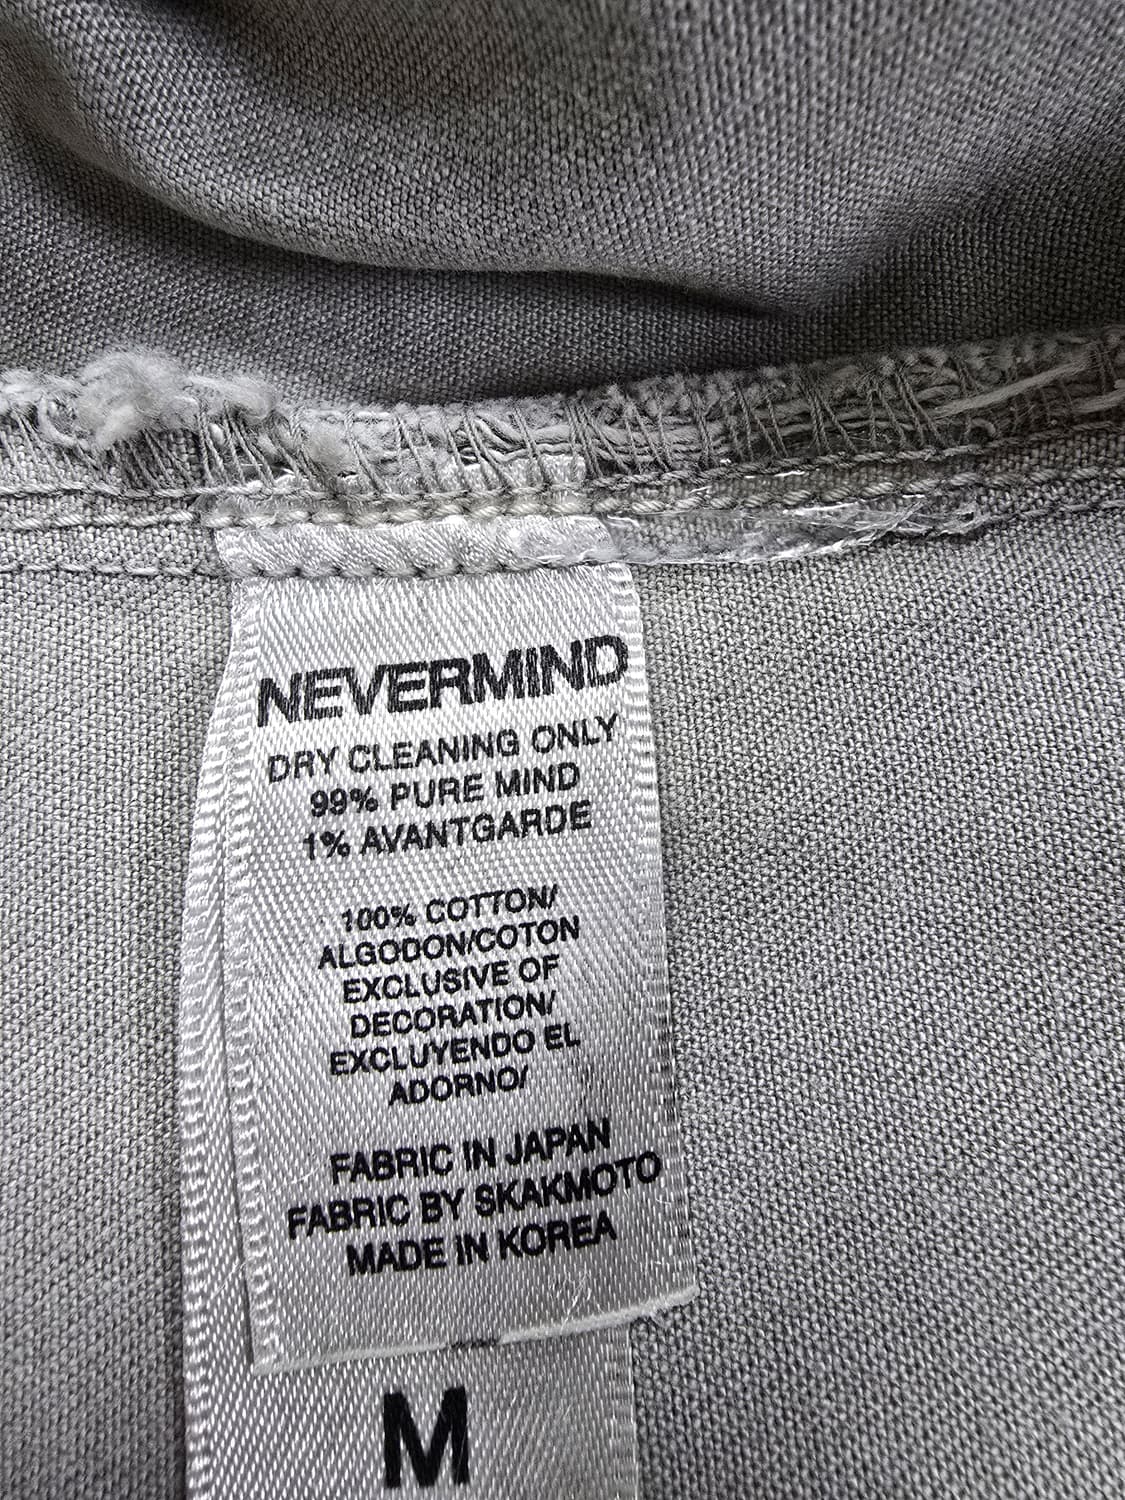 NEVERMIND
DRY CLEANING ONLY
99% PURE MIND
1% AVANTGARDE
100% COTTON/
ALGODON/COTON
EXCLUSIVE OF
DECORATION/
EXCLUYENDO EL
ADORNO/
FABRIC IN JAPAN
FABRIC BY SKAKMOTO
MADE IN KOREA
M